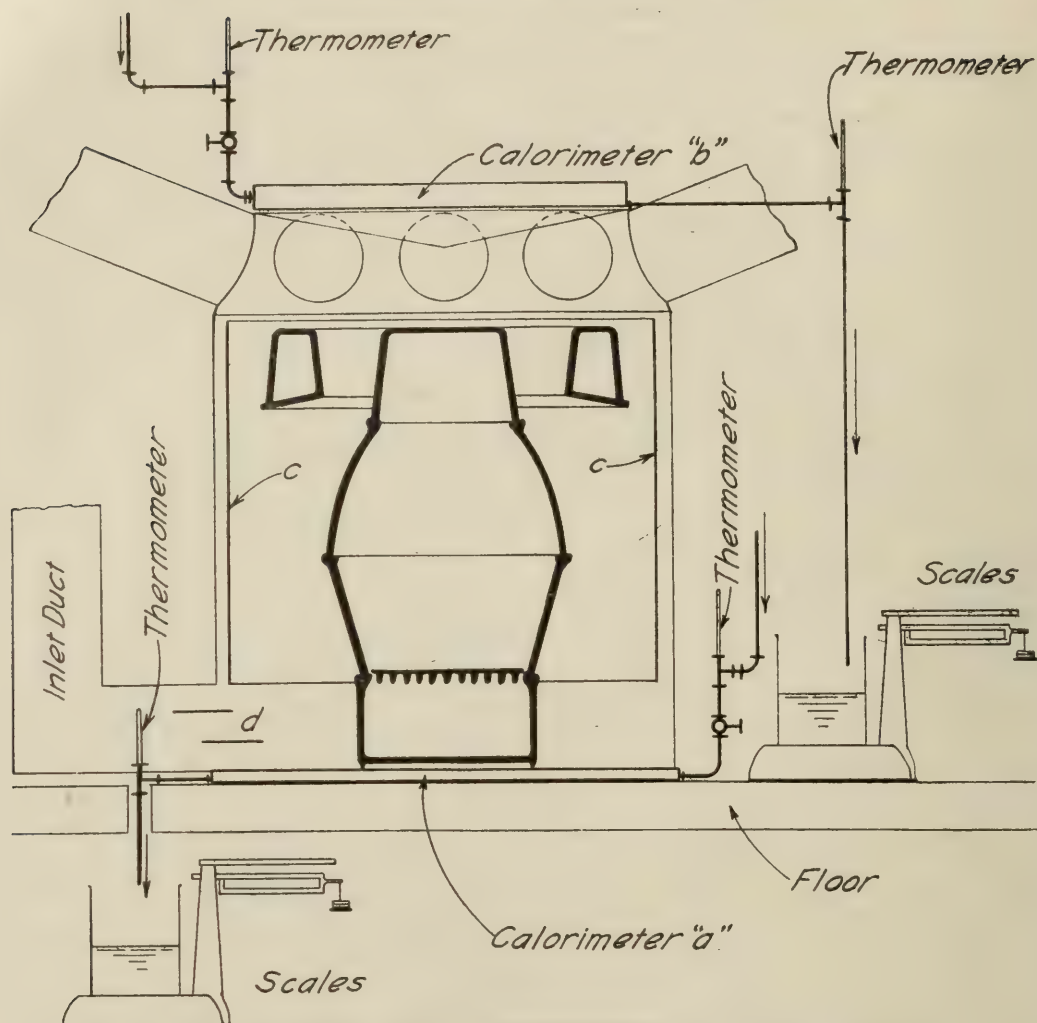 Thermometer
Thermometer
Calorimeter "b"
c
c
Thermometer
Thermometer
Inlet Duct
Scales
d
Floor
Calorimeter "a"
Scales